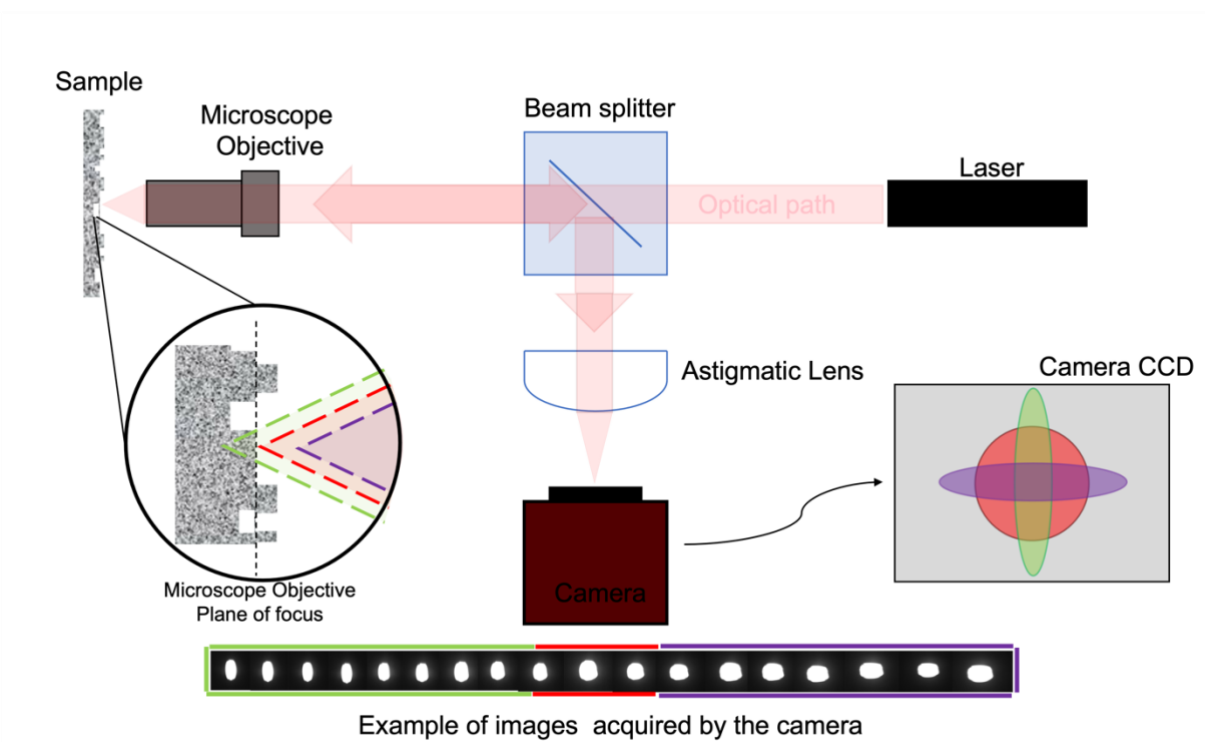 Sample
Microscope
Objective
Beam splitter
Laser
Optical path
Astigmatic Lens
Camera CCD
Camera
Microscope Objective
Plane of focus
Example of images acquired by the camera